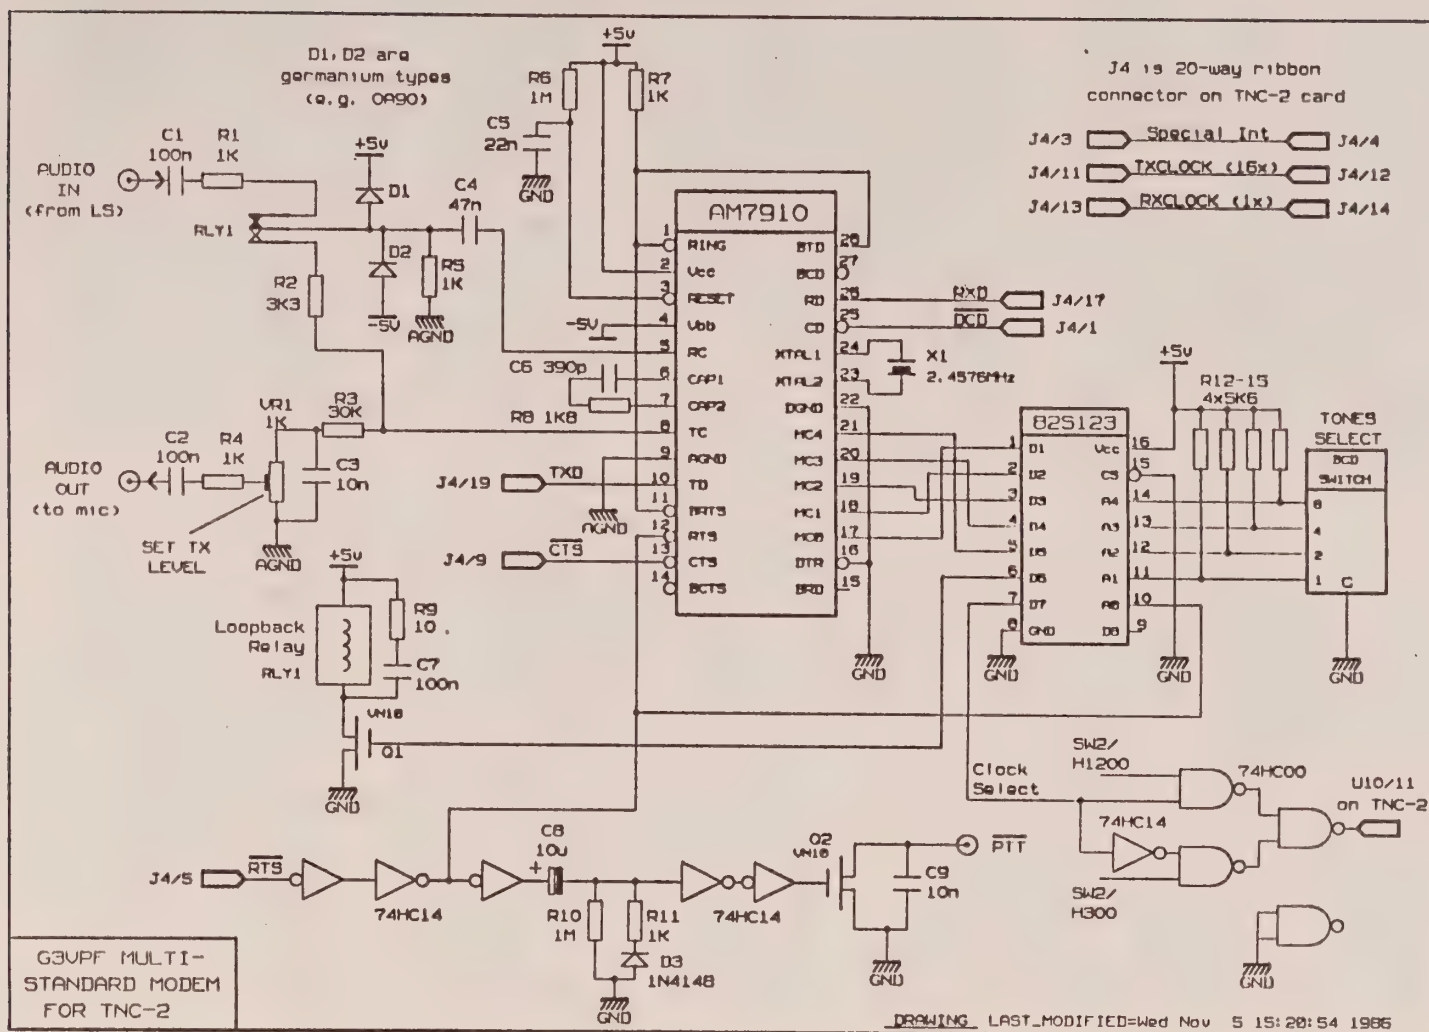 D1,D2 are
germanium types
(e.g. OA90)
+5v
R6
1M
R7
1K
C5
22n
GND
J4 is 20-way ribbon
connector on TNC-2 card
J4/3 Special Int J4/4
J4/11 TXCLOCK (16x) J4/12
J4/13 RXCLOCK (1x) J4/14
C1
100n
R1
1K
AUDIO
IN
(from LS)
RLY1
+5v
D1
C4
47n
D2
R5
1K
-5V
AGND
R2
3K3
AM7910
1 RING
2 Vcc
3 RESET
4 Vbb
5 RC
6 CAP1
7 CAP2
8 TC
9 AGND
10 TD
11 BRTS
12 RTS
13 CTS
14 BCTS
BTD 28
BCD 27
RD 26
CD 25
XTAL1 24
XTAL2 23
DGND 22
MC4 21
MC3 20
MC2 19
MC1 18
MC0 17
DTR 16
BRD 15
-5V
C6 390p
R8 1K8
RXD J4/17
DCD J4/1
X1
2.4576MHz
GND
VR1
1K
R3
30K
C2
100n
R4
1K
C3
10n
AUDIO
OUT
(to mic)
SET TX
LEVEL
AGND
J4/19 TXD
AGND
J4/9 CTS
82S123
1 D1
2 D2
3 D3
4 D4
5 D5
6 D6
7 D7
8 GND
Vcc 16
CS 15
A4 14
A3 13
A2 12
A1 11
A0 10
D8 9
GND
GND
+5v
R12-15
4x5K6
TONES
SELECT
BCD
SWITCH
8
4
2
1 C
GND
+5v
Loopback
Relay
RLY1
R9
10
C7
100n
VN10
Q1
GND
Clock
Select
SW2/
H1200
74HC00
74HC14
SW2/
H300
U10/11
on TNC-2
GND
J4/5 RTS
74HC14
C8
10u
+
R10
1M
R11
1K
D3
1N4148
GND
74HC14
Q2
VN10
C9
10n
PTT
GND
G3VPF MULTI-
STANDARD MODEM
FOR TNC-2
DRAWING LAST_MODIFIED=Wed Nov 5 15:20:54 1986